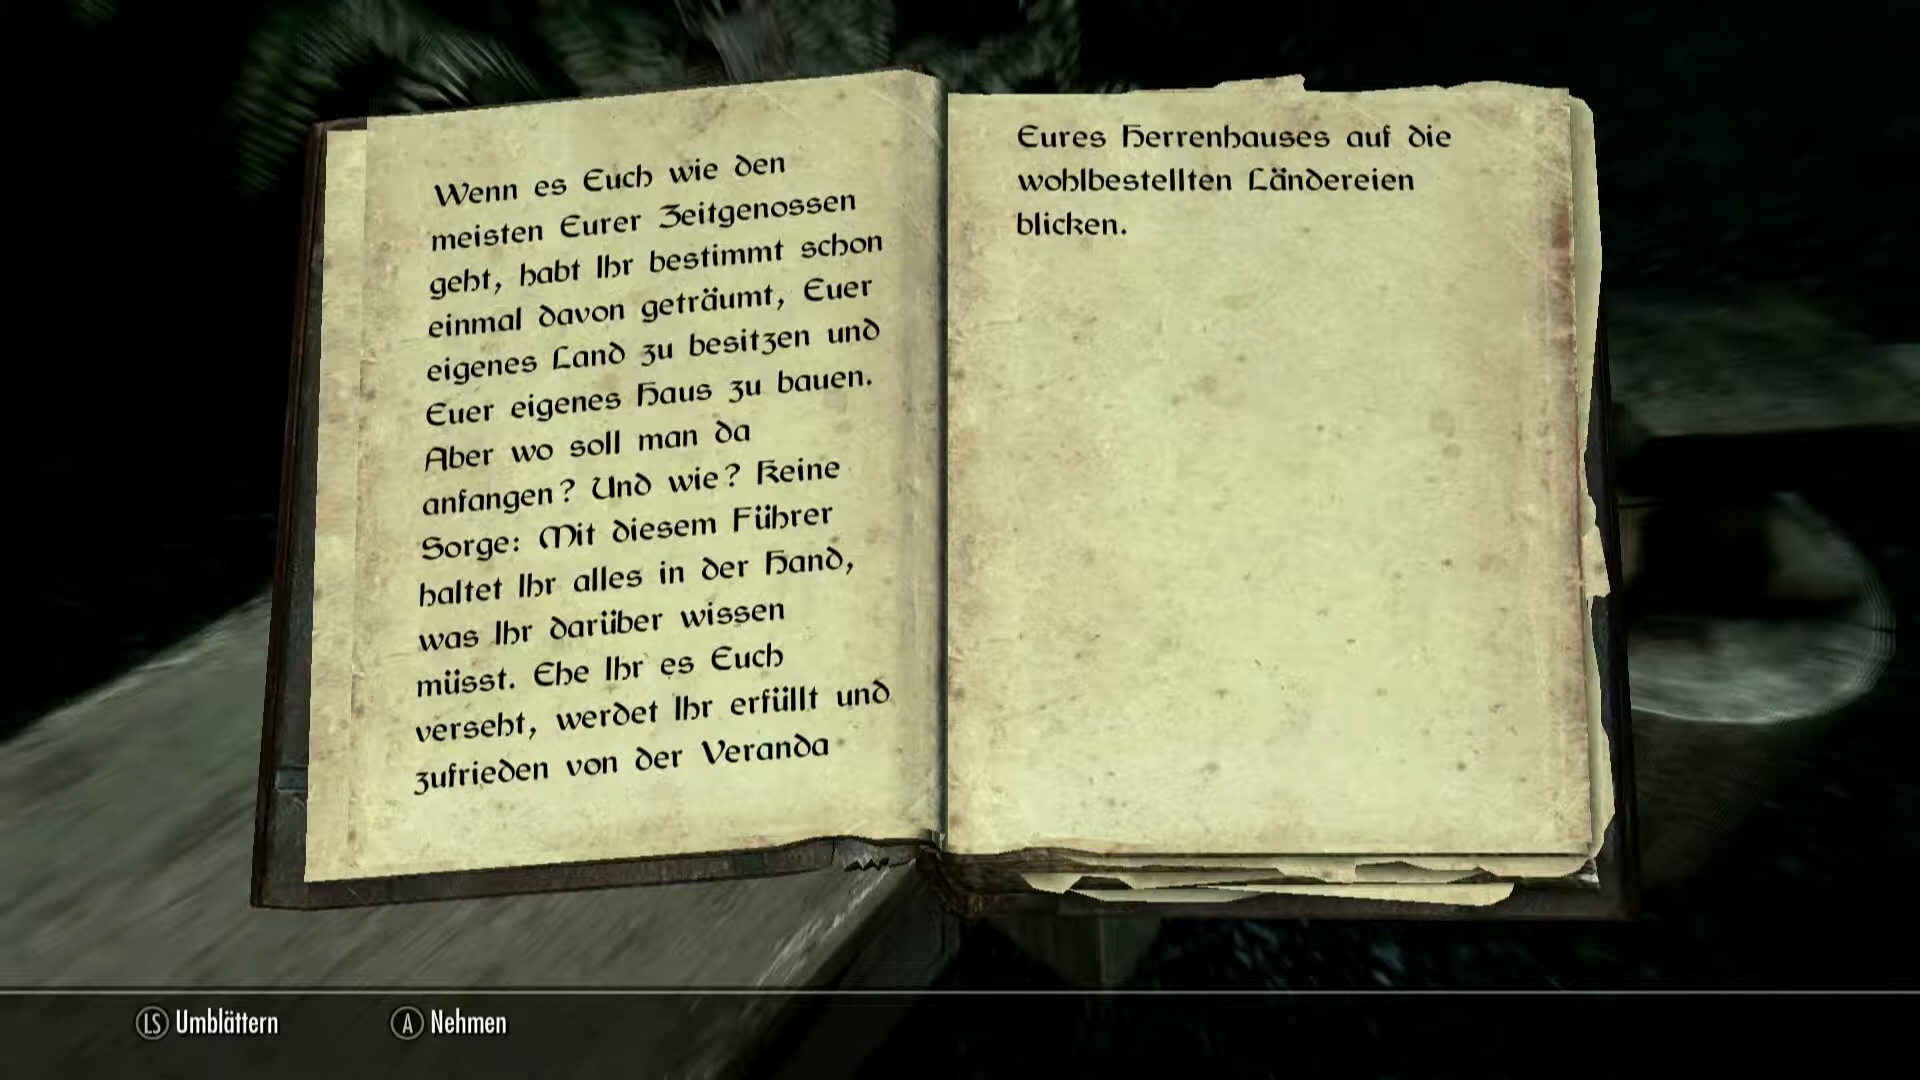 Wenn es Euch wie den
meisten Eurer Zeitgenossen
geht, habt Ihr bestimmt schon
einmal davon geträumt, Euer
eigenes Land zu besitzen und
Euer eigenes Haus zu bauen.
Aber wo soll man da
anfangen? Und wie? Keine
Sorge: Mit diesem Führer
haltet Ihr alles in der Hand,
was Ihr darüber wissen
müsst. Ehe Ihr es Euch
verseht, werdet Ihr erfüllt und
zufrieden von der Veranda
Eures Herrenhauses auf die
wohlbestellten Ländereien
blicken.
LS Umblättern
A Nehmen